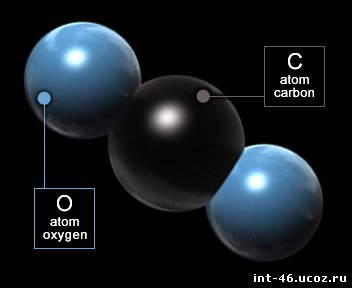 C
atom
carbon
O
atom
oxygen
int-46.ucoz.ru